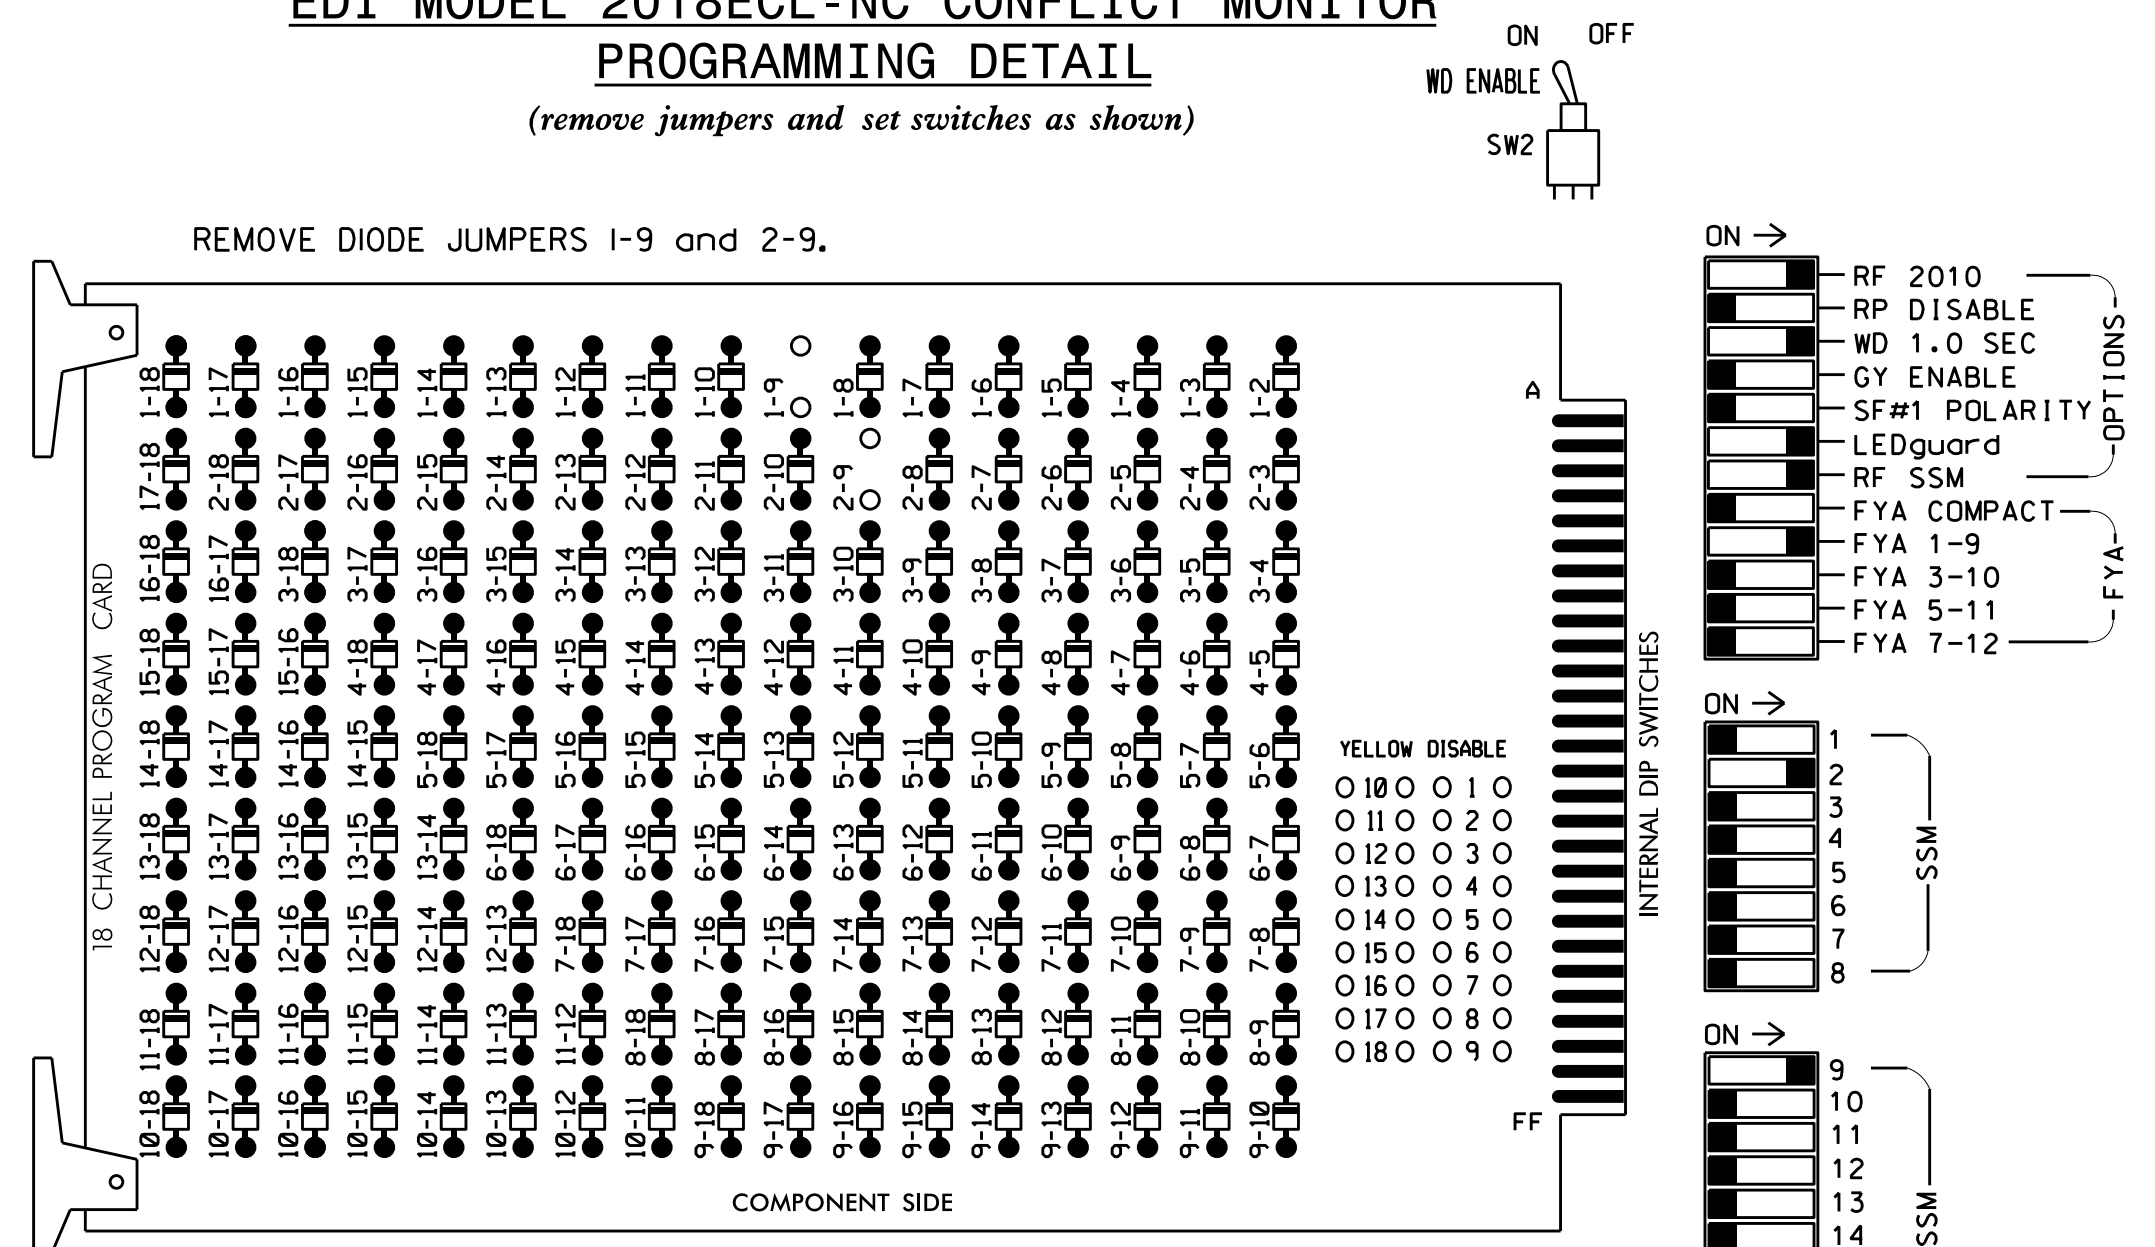 EDI MODEL 2018ECL-NC CONFLICT MONITOR
PROGRAMMING DETAIL
(remove jumpers and set switches as shown)
ON OFF
WD ENABLE
SW2
REMOVE DIODE JUMPERS 1-9 and 2-9.
1-18 1-17 1-16 1-15 1-14 1-13 1-12 1-11 1-10 1-9 1-8 1-7 1-6 1-5 1-4 1-3 1-2
17-18 2-18 2-17 2-16 2-15 2-14 2-13 2-12 2-11 2-10 2-9 2-8 2-7 2-6 2-5 2-4 2-3
16-18 16-17 3-18 3-17 3-16 3-15 3-14 3-13 3-12 3-11 3-10 3-9 3-8 3-7 3-6 3-5 3-4
15-18 15-17 15-16 4-18 4-17 4-16 4-15 4-14 4-13 4-12 4-11 4-10 4-9 4-8 4-7 4-6 4-5
14-18 14-17 14-16 14-15 5-18 5-17 5-16 5-15 5-14 5-13 5-12 5-11 5-10 5-9 5-8 5-7 5-6
13-18 13-17 13-16 13-15 13-14 6-18 6-17 6-16 6-15 6-14 6-13 6-12 6-11 6-10 6-9 6-8 6-7
12-18 12-17 12-16 12-15 12-14 12-13 7-18 7-17 7-16 7-15 7-14 7-13 7-12 7-11 7-10 7-9 7-8
11-18 11-17 11-16 11-15 11-14 11-13 11-12 8-18 8-17 8-16 8-15 8-14 8-13 8-12 8-11 8-10 8-9
10-18 10-17 10-16 10-15 10-14 10-13 10-12 10-11 9-18 9-17 9-16 9-15 9-14 9-13 9-12 9-11 9-10
18 CHANNEL PROGRAM CARD
COMPONENT SIDE
YELLOW DISABLE
10 1
11 2
12 3
13 4
14 5
15 6
16 7
17 8
18 9
A
FF
INTERNAL DIP SWITCHES
ON
RF 2010
RP DISABLE
WD 1.0 SEC
GY ENABLE
SF#1 POLARITY
LEDguard
RF SSM
OPTIONS
FYA COMPACT
FYA 1-9
FYA 3-10
FYA 5-11
FYA 7-12
FYA
ON
1
2
3
4
5
6
7
8
SSM
ON
9
10
11
12
13
14
SSM